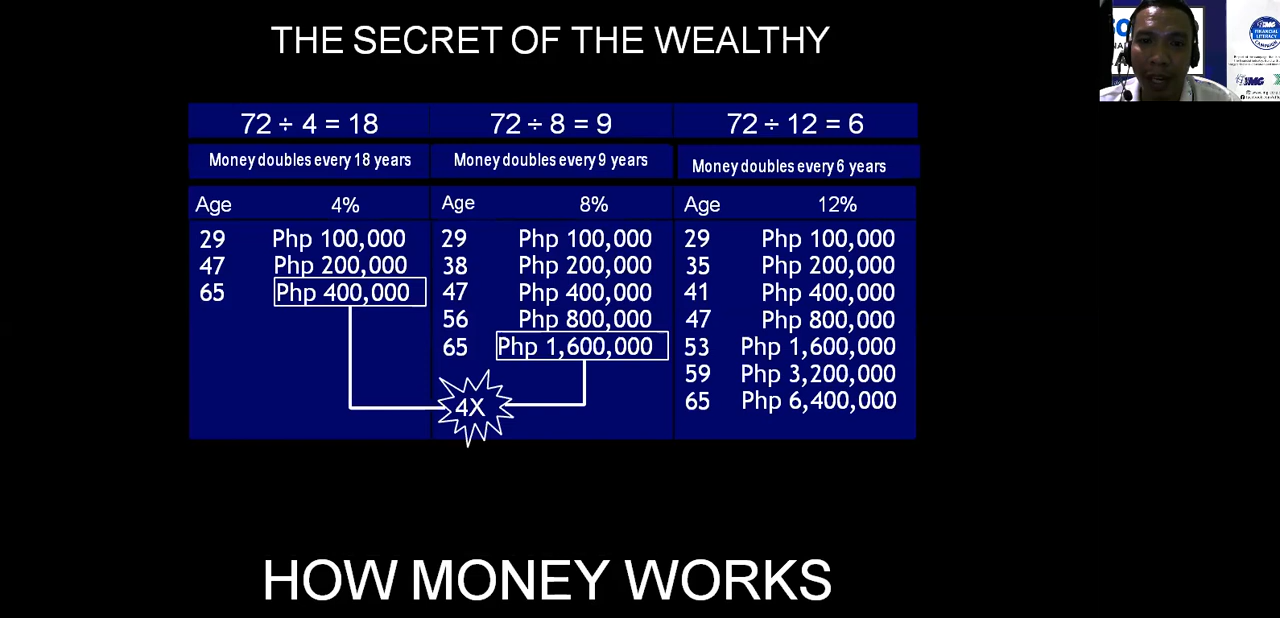 THE SECRET OF THE WEALTHY
72 ÷ 4 = 18
72 ÷ 8 = 9
72 ÷ 12 = 6
Money doubles every 18 years
Money doubles every 9 years
Money doubles every 6 years
Age 4%
29 Php 100,000
47 Php 200,000
65 Php 400,000
Age 8%
29 Php 100,000
38 Php 200,000
47 Php 400,000
56 Php 800,000
65 Php 1,600,000
4X
Age 12%
29 Php 100,000
35 Php 200,000
41 Php 400,000
47 Php 800,000
53 Php 1,600,000
59 Php 3,200,000
65 Php 6,400,000
HOW MONEY WORKS
IMG
FINANCIAL
LITERACY
CAMPAIGN
IMG